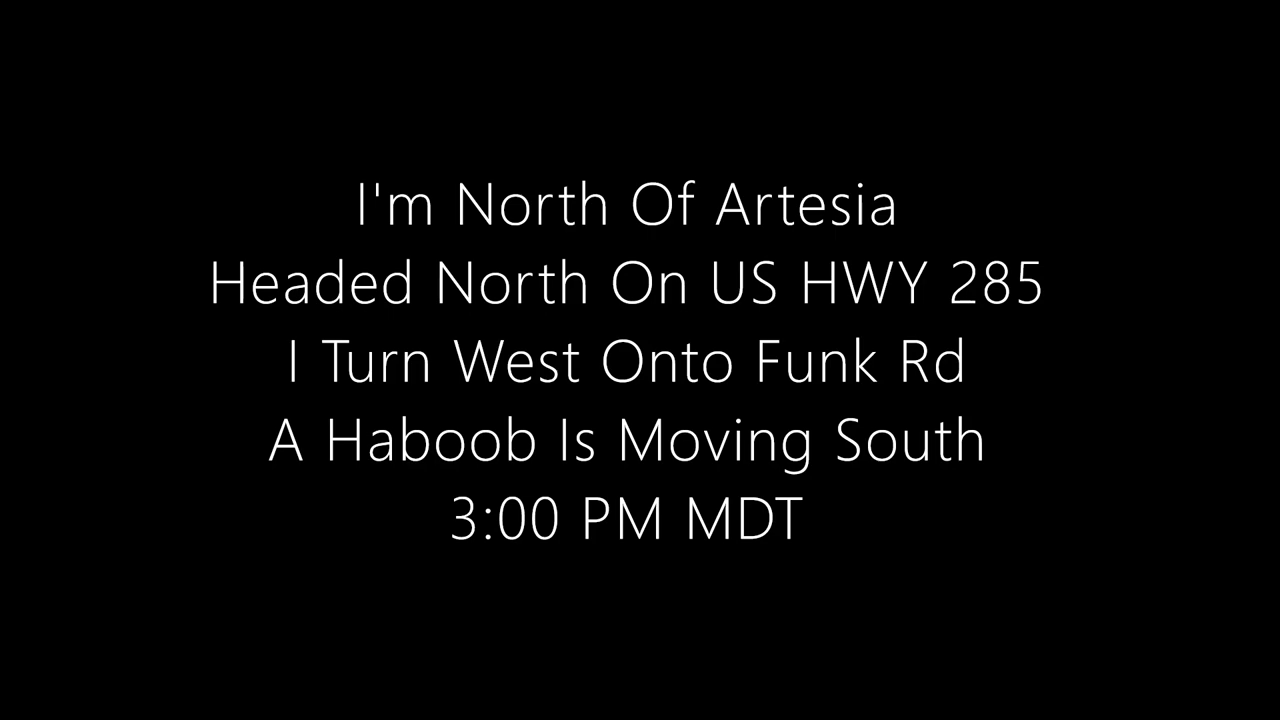 I'm North Of Artesia
Headed North On US HWY 285
I Turn West Onto Funk Rd
A Haboob Is Moving South
3:00 PM MDT